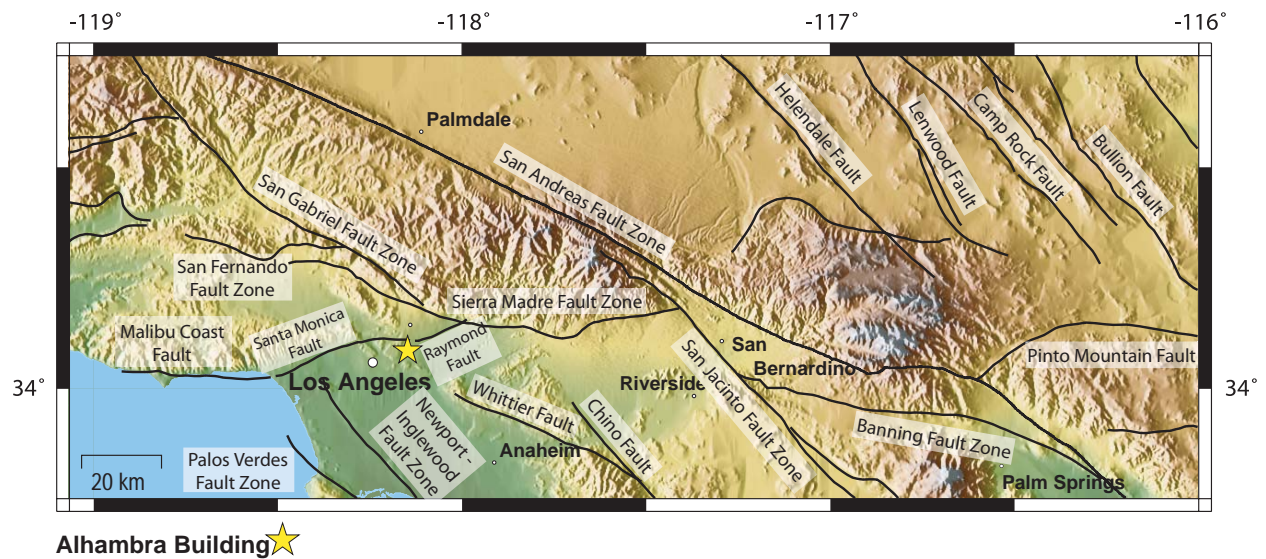 -119˚
-118˚
-117˚
-116˚
Palmdale
San Andreas Fault Zone
Helendale Fault
Lenwood Fault
Camp Rock Fault
Bullion Fault
San Gabriel Fault Zone
San Fernando
Fault Zone
Sierra Madre Fault Zone
Malibu Coast
Fault
Santa Monica
Fault
Raymond
Fault
San
Bernardino
Pinto Mountain Fault
34˚
34˚
Los Angeles
Riverside
San Jacinto Fault Zone
Whittier Fault
Chino Fault
Newport -
Inglewood
Fault Zone
Anaheim
Banning Fault Zone
Palos Verdes
Fault Zone
20 km
Palm Springs
Alhambra Building